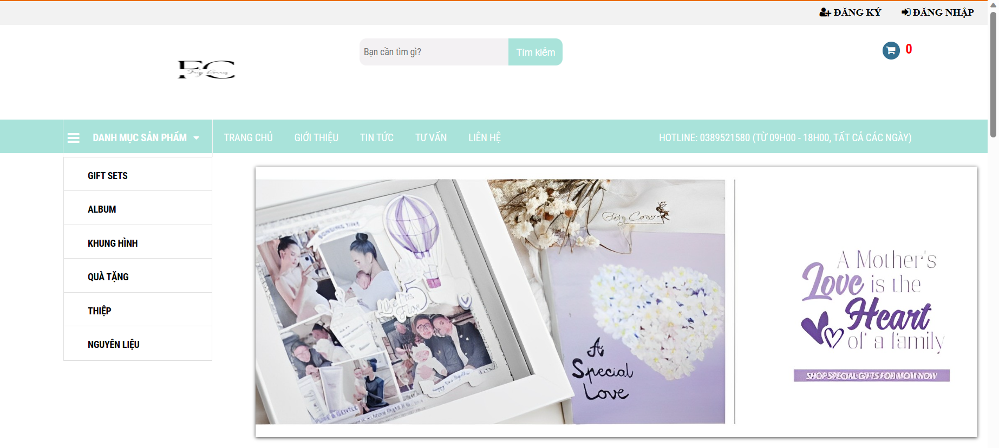 ĐĂNG KÝ ĐĂNG NHẬP
Bạn cần tìm gì? Tìm kiếm
0
FC
DANH MỤC SẢN PHẨM TRANG CHỦ GIỚI THIỆU TIN TỨC TƯ VẤN LIÊN HỆ HOTLINE: 0389521580 (TỪ 09H00 - 18H00, TẤT CẢ CÁC NGÀY)
GIFT SETS
ALBUM
KHUNG HÌNH
QUÀ TẶNG
THIỆP
NGUYÊN LIỆU
A
Special
Love
A Mother's
Love is the
Heart
of a family
SHOP SPECIAL GIFTS FOR MOM NOW